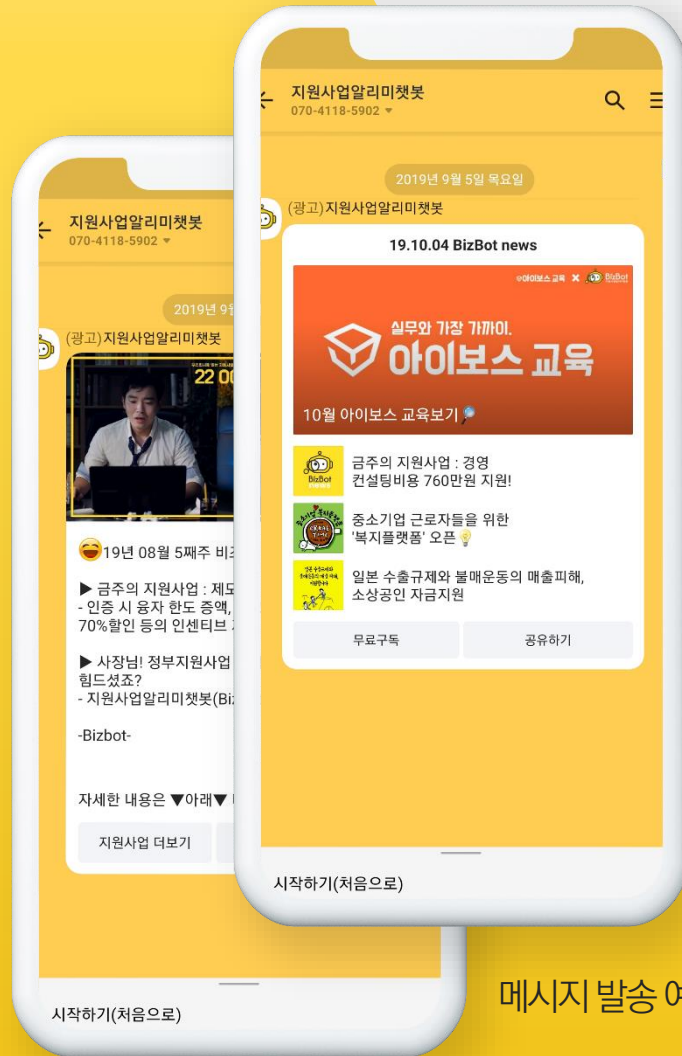 지원사업알리미챗봇
070-4118-5902
2019년 9월 5일 목요일
(광고)지원사업알리미챗봇
19.10.04 BizBot news
아이보스 교육 X BizBot
실무와 가장 가까이.
아이보스 교육
10월 아이보스 교육보기
BizBot
금주의 지원사업 : 경영
컨설팅비용 760만원 지원!
중소기업 근로자들을 위한
'복지플랫폼' 오픈
일본 수출규제와 불매운동의 매출피해,
소상공인 자금지원
무료구독
공유하기
시작하기(처음으로)
지원사업알리미챗봇
070-4118-5902
2019년 9
(광고)지원사업알리미챗봇
22 00
19년 08월 5째주 비
▶ 금주의 지원사업 : 제
- 인증 시 융자 한도 증액,
70%할인 등의 인센티브
▶ 사장님! 정부지원사업
힘드셨죠?
- 지원사업알리미챗봇(Bi
-Bizbot-
자세한 내용은 ▼아래▼
지원사업 더보기
시작하기(처음으로)
메시지 발송 예